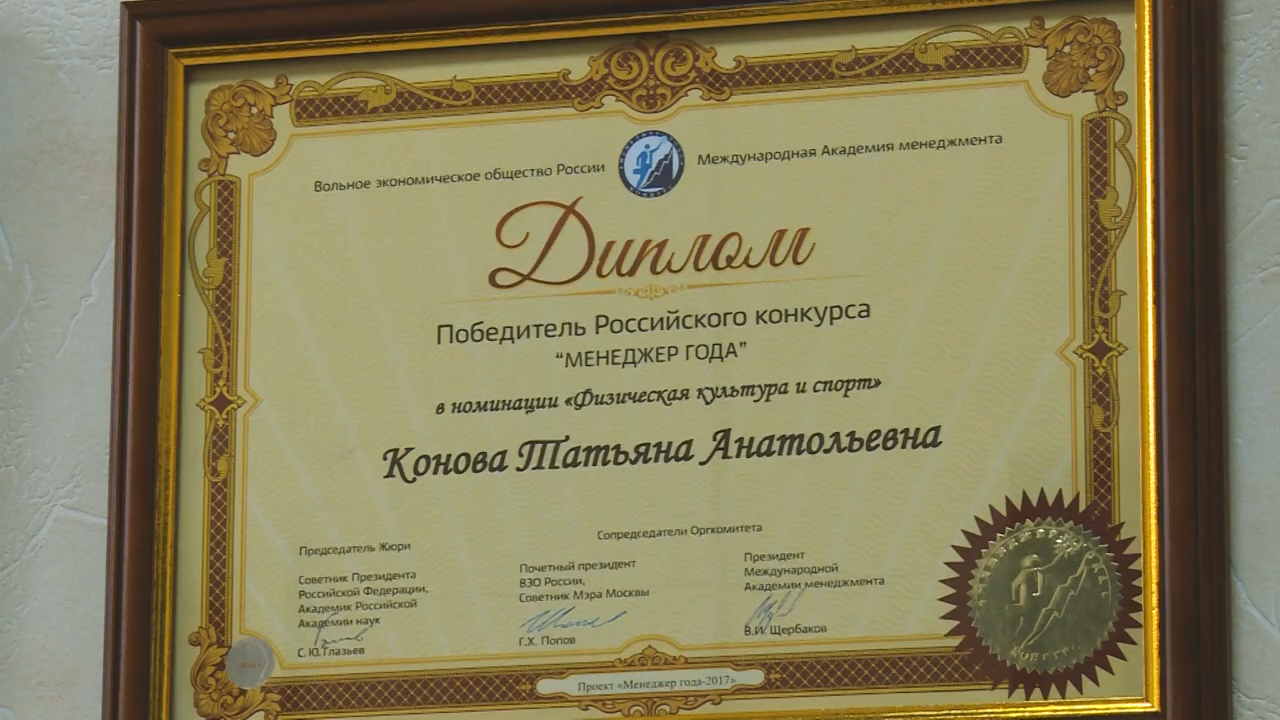 Вольное экономическое общество России
Международная Академия менеджмента
Диплом
Победитель Российского конкурса
"МЕНЕДЖЕР ГОДА"
в номинации «Физическая культура и спорт»
Конова Татьяна Анатольевна
Сопредседатели Оргкомитета
Председатель Жюри
Советник Президента
Российской Федерации,
Академик Российской
Академии наук
С.Ю.Глазьев
Почетный президент
ВЭО России,
Советник Мэра Москвы
Г.Х. Попов
Президент
Международной
Академии менеджмента
В.И. Щербаков
Проект «Менеджер года-2017»